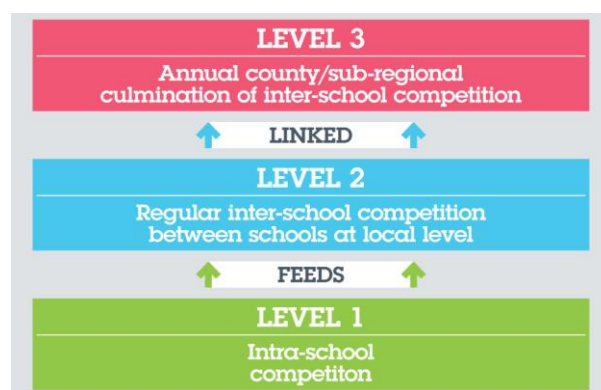 LEVEL 3
Annual county/sub-regional
culmination of inter-school competition
LINKED
LEVEL 2
Regular inter-school competition
between schools at local level
FEEDS
LEVEL 1
Intra-school
competiton